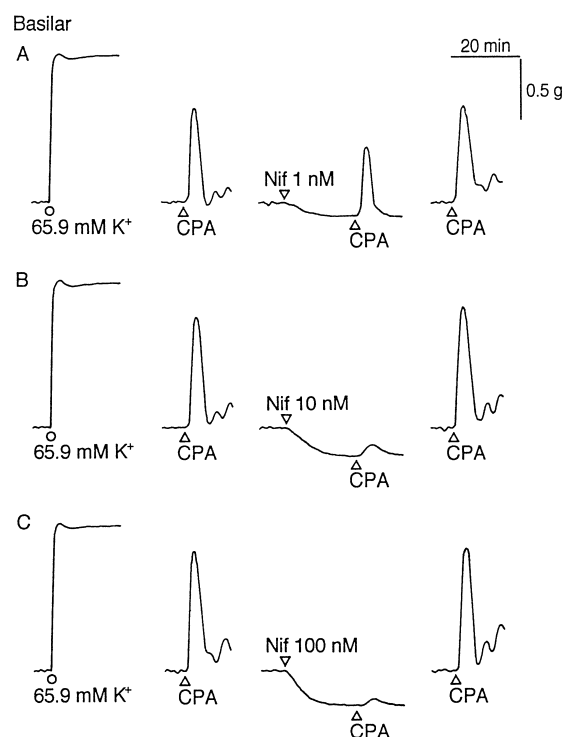 Basilar
A
20 min
0.5 g
Nif 1 nM
65.9 mM K⁺
CPA
CPA
CPA
B
Nif 10 nM
65.9 mM K⁺
CPA
CPA
CPA
C
Nif 100 nM
65.9 mM K⁺
CPA
CPA
CPA